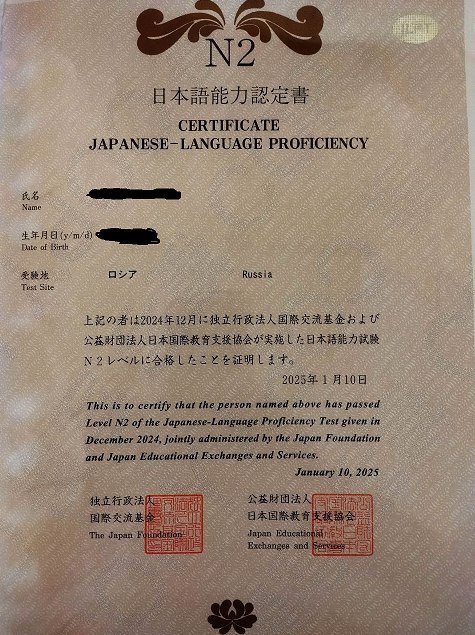 N2
日本語能力認定書
CERTIFICATE
JAPANESE-LANGUAGE PROFICIENCY
氏名
Name
生年月日(y/m/d)
Date of Birth
受験地 ロシア Russia
Test Site
上記の者は2024年12月に独立行政法人国際交流基金および
公益財団法人日本国際教育支援協会が実施した日本語能力試験
N2レベルに合格したことを証明します。
2025年1月10日
This is to certify that the person named above has passed
Level N2 of the Japanese-Language Proficiency Test given in
December 2024, jointly administered by the Japan Foundation
and Japan Educational Exchanges and Services.
January 10, 2025
独立行政法人
国際交流基金
The Japan Foundation
公益財団法人
日本国際教育支援協会
Japan Educational
Exchanges and Services